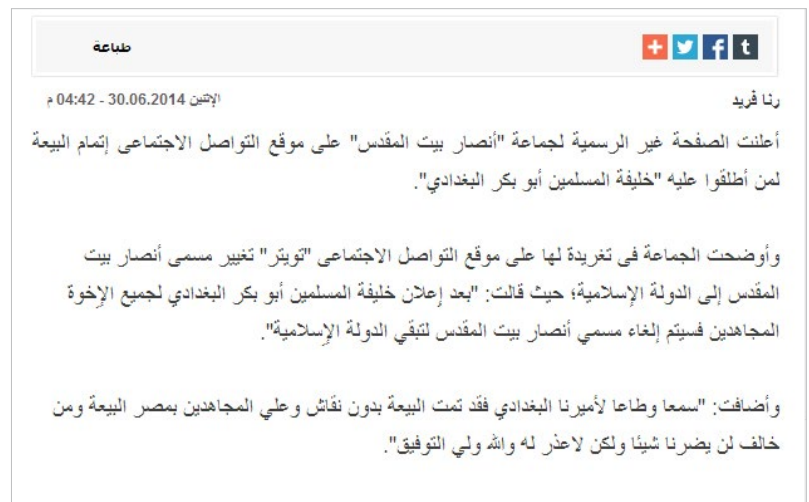 طباعة
رنا فريد
الإثنين 30.06.2014 - 04:42 م
أعلنت الصفحة غير الرسمية لجماعة "أنصار بيت المقدس" على موقع التواصل الاجتماعى إتمام البيعة
لمن أطلقوا عليه "خليفة المسلمين أبو بكر البغدادي".
وأوضحت الجماعة فى تغريدة لها على موقع التواصل الاجتماعى "تويتر" تغيير مسمى أنصار بيت
المقدس إلى الدولة الإسلامية؛ حيث قالت: "بعد إعلان خليفة المسلمين أبو بكر البغدادي لجميع الإخوة
المجاهدين فسيتم إلغاء مسمي أنصار بيت المقدس لتبقي الدولة الإسلامية".
وأضافت: "سمعا وطاعا لأميرنا البغدادي فقد تمت البيعة بدون نقاش وعلي المجاهدين بمصر البيعة ومن
خالف لن يضرنا شيئا ولكن لاعذر له والله ولي التوفيق".